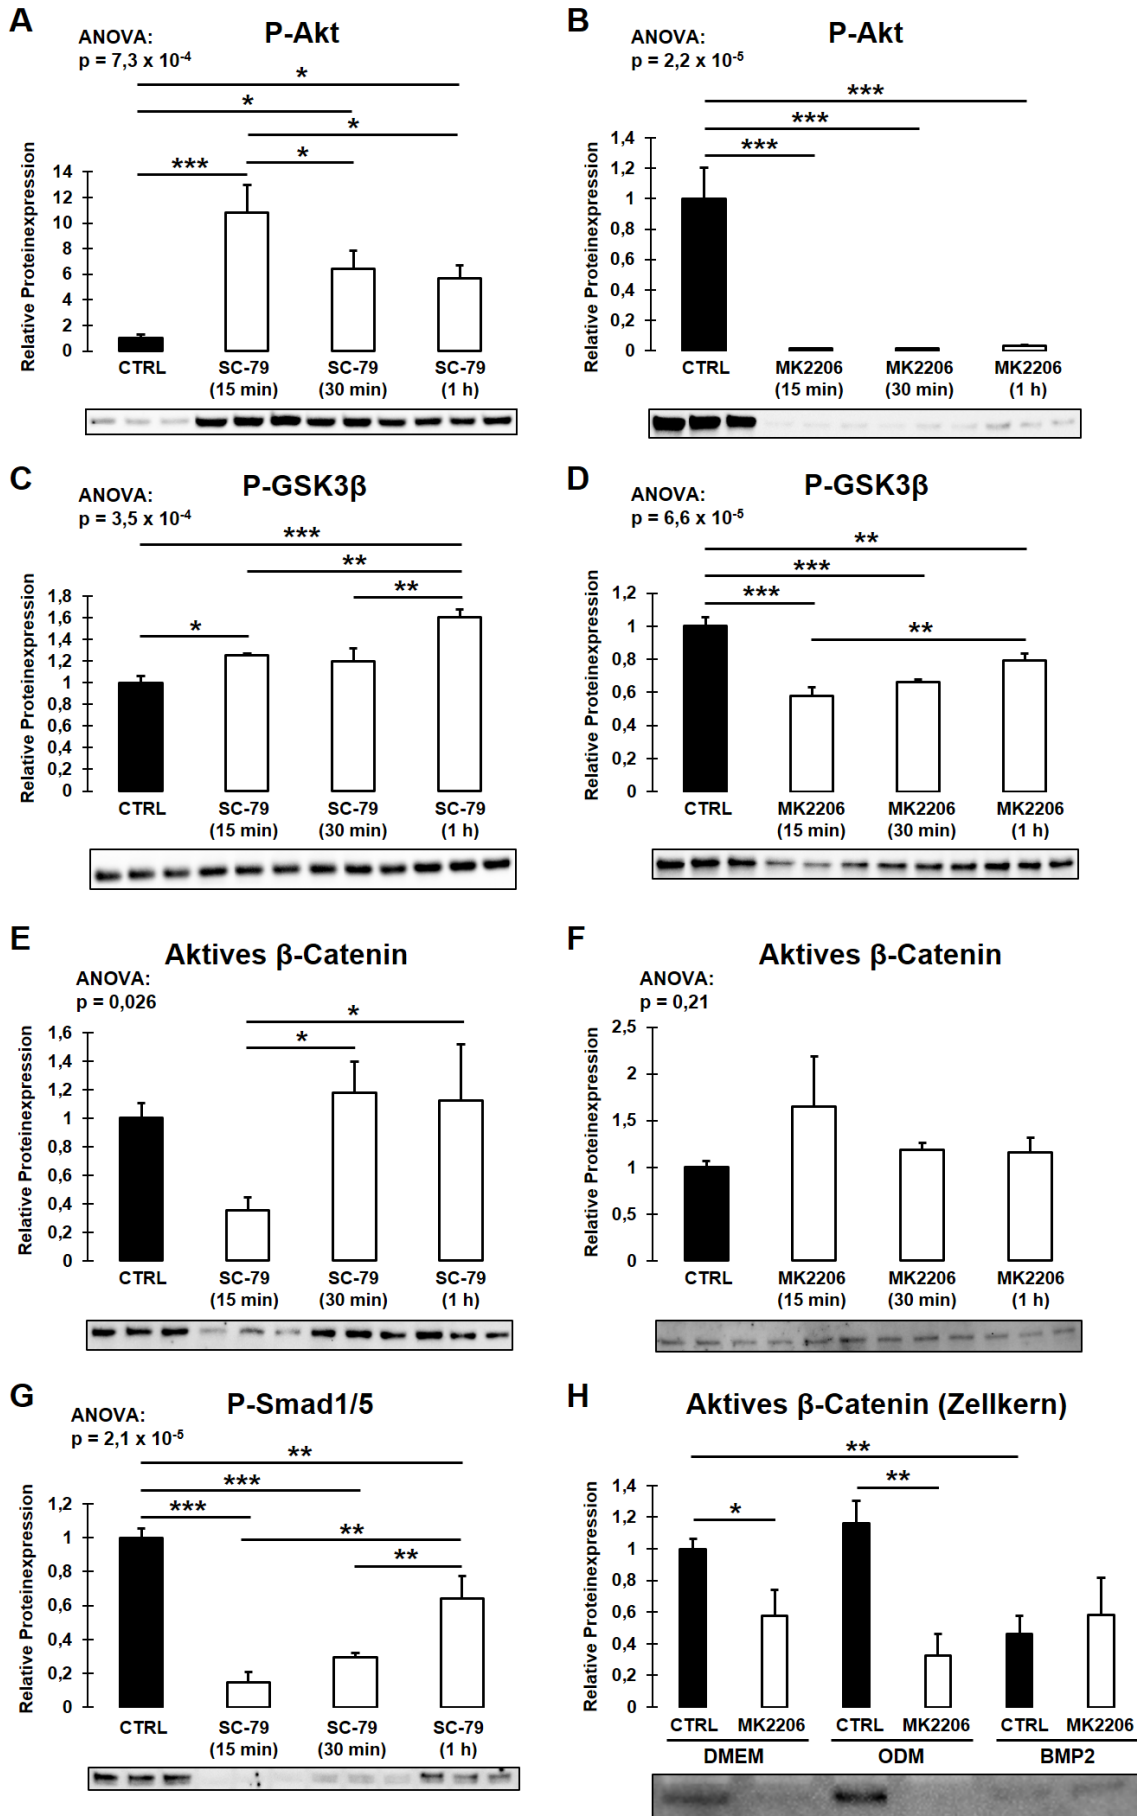 A
P-Akt
ANOVA:
p = 7,3 x 10⁻⁴
*
*
*
***
*
Relative Proteinexpression
14
12
10
8
6
4
2
0
CTRL SC-79 SC-79 SC-79
(15 min) (30 min) (1 h)
B
P-Akt
ANOVA:
p = 2,2 x 10⁻⁵
***
***
***
Relative Proteinexpression
1,4
1,2
1
0,8
0,6
0,4
0,2
0
CTRL MK2206 MK2206 MK2206
(15 min) (30 min) (1 h)
C
P-GSK3β
ANOVA:
p = 3,5 x 10⁻⁴
***
**
**
*
Relative Proteinexpression
1,8
1,6
1,4
1,2
1
0,8
0,6
0,4
0,2
0
CTRL SC-79 SC-79 SC-79
(15 min) (30 min) (1 h)
D
P-GSK3β
ANOVA:
p = 6,6 x 10⁻⁵
**
***
***
**
Relative Proteinexpression
1,2
1
0,8
0,6
0,4
0,2
0
CTRL MK2206 MK2206 MK2206
(15 min) (30 min) (1 h)
E
Aktives β-Catenin
ANOVA:
p = 0,026
*
*
Relative Proteinexpression
1,6
1,4
1,2
1
0,8
0,6
0,4
0,2
0
CTRL SC-79 SC-79 SC-79
(15 min) (30 min) (1 h)
F
Aktives β-Catenin
ANOVA:
p = 0,21
Relative Proteinexpression
2,5
2
1,5
1
0,5
0
CTRL MK2206 MK2206 MK2206
(15 min) (30 min) (1 h)
G
P-Smad1/5
ANOVA:
p = 2,1 x 10⁻⁵
**
***
***
**
**
Relative Proteinexpression
1,2
1
0,8
0,6
0,4
0,2
0
CTRL SC-79 SC-79 SC-79
(15 min) (30 min) (1 h)
H
Aktives β-Catenin (Zellkern)
**
**
*
Relative Proteinexpression
1,4
1,2
1
0,8
0,6
0,4
0,2
0
CTRL MK2206 CTRL MK2206 CTRL MK2206
DMEM ODM BMP2